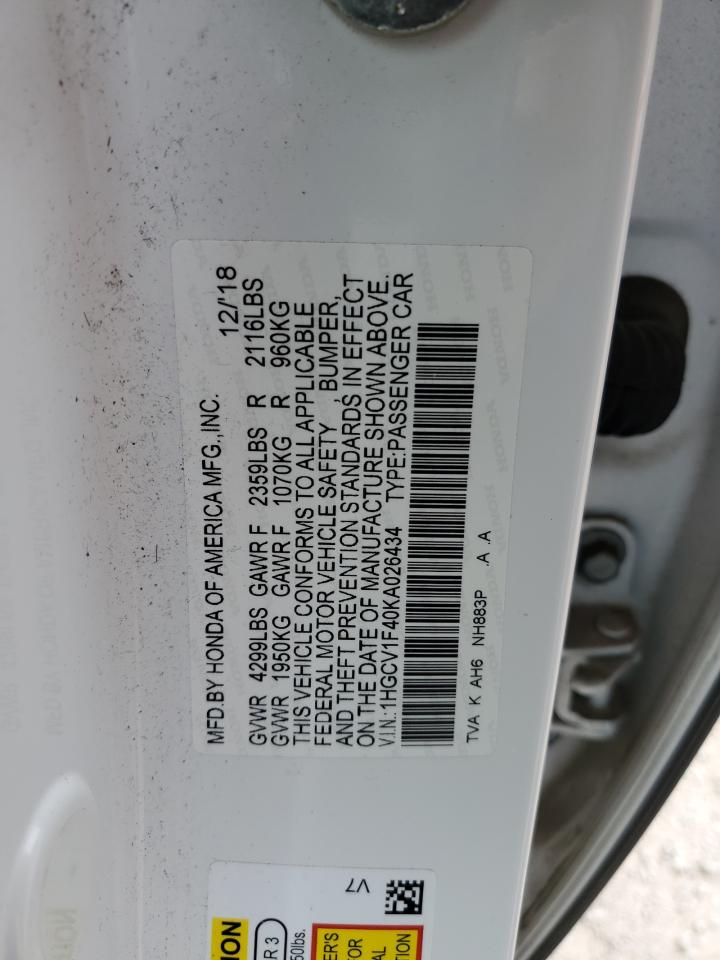 MFD.BY HONDA OF AMERICA MFG.,INC. 12/'18
GVWR 4299LBS GAWR F 2359LBS R 2116LBS
GVWR 1950KG GAWR F 1070KG R 960KG
THIS VEHICLE CONFORMS TO ALL APPLICABLE
FEDERAL MOTOR VEHICLE SAFETY , BUMPER,
AND THEFT PREVENTION STANDARDS IN EFFECT
ON THE DATE OF MANUFACTURE SHOWN ABOVE.
V.I.N.: 1HGCV1F40KA026434 TYPE:PASSENGER CAR
TVA K AH6 NH883P .A .A
V7